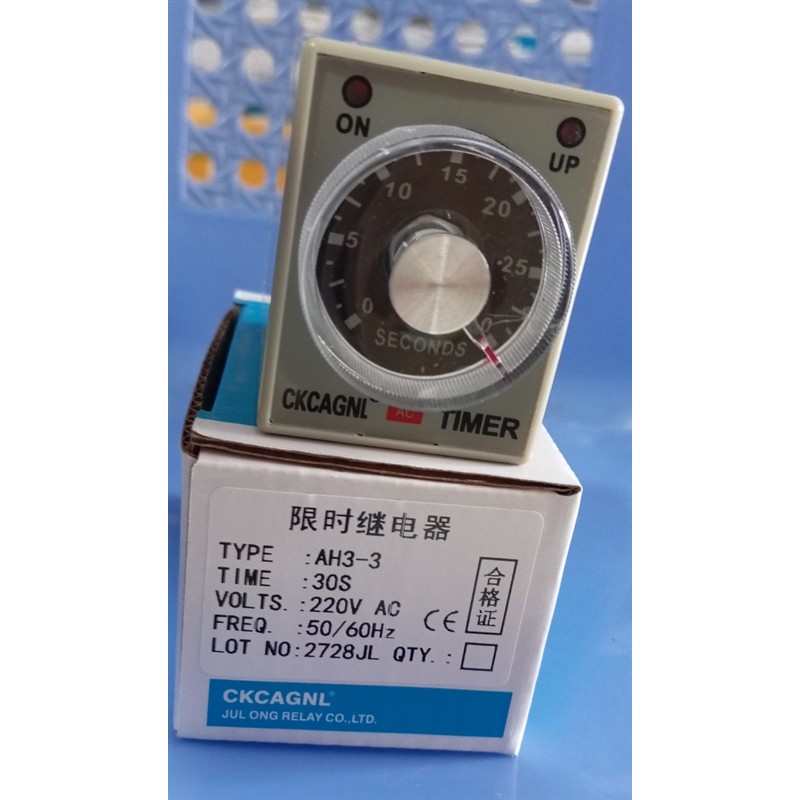 ON
UP
0
5
10
15
20
25
SECONDS
CKCAGNL®
AC
TIMER
限时继电器
TYPE :AH3-3
TIME :30S
VOLTS. :220V AC
FREQ. :50/60Hz
LOT NO:2728JL QTY.:
CE
合格证
CKCAGNL®
JUL ONG RELAY CO.,LTD.